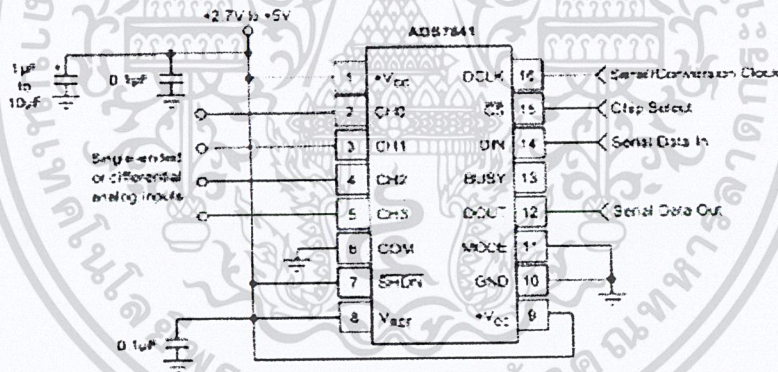 +2.7V to +5V
ADS7841
1μF
to
10μF
0.1μF
1 +Vcc
DCLK 16
Serial/Conversion Clock
2 CH0
CS 15
Chip Select
3 CH1
DIN 14
Serial Data In
Single-ended
or differential
analog inputs
4 CH2
BUSY 13
5 CH3
DOUT 12
Serial Data Out
6 COM
MODE 11
7 SHDN
GND 10
8 VREF
+Vcc 9
0.1μF